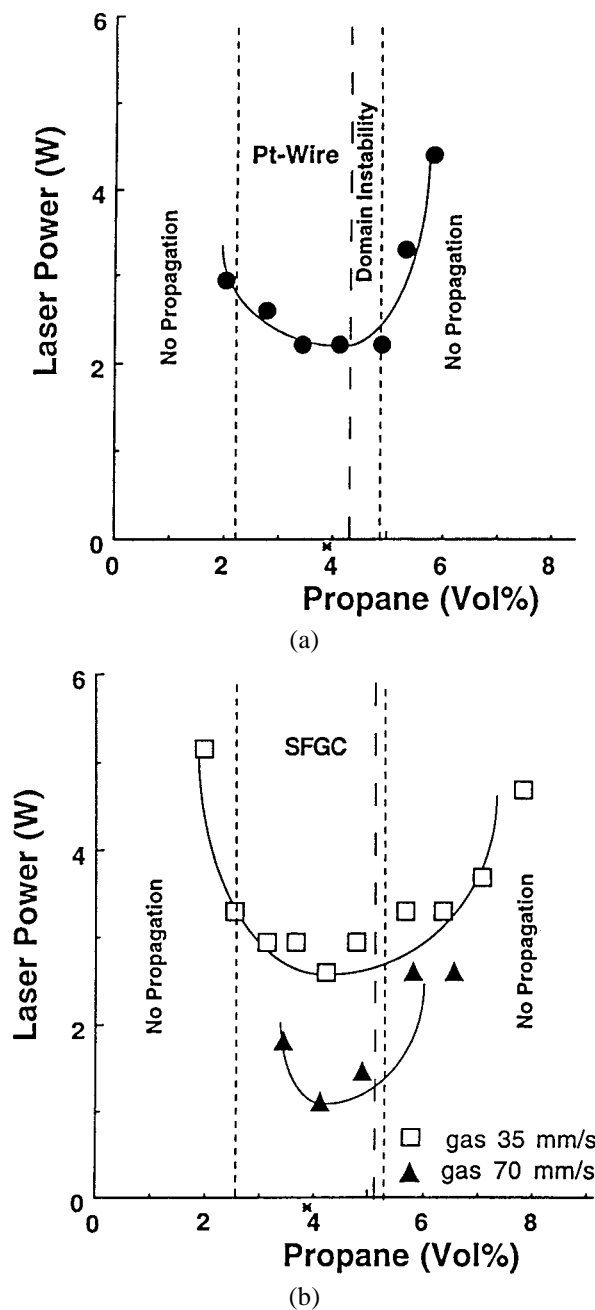 6
4
2
0
Laser Power (W)
No Propagation
Pt-Wire
Domain Instability
No Propagation
0 2 4 6 8
Propane (Vol%)
(a)
6
4
2
0
Laser Power (W)
No Propagation
SFGC
No Propagation
gas 35 mm/s
gas 70 mm/s
0 2 4 6 8
Propane (Vol%)
(b)